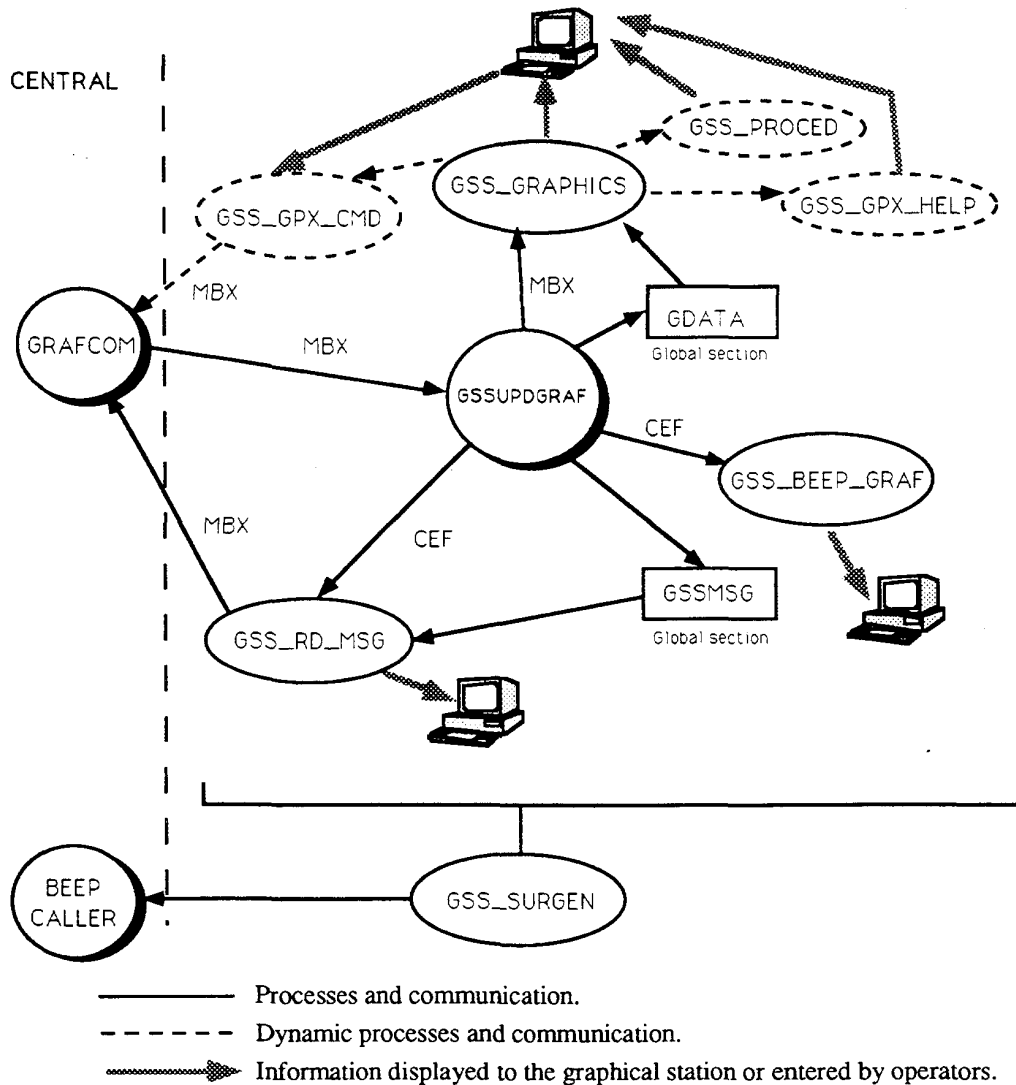 CENTRAL
GSS_PROCED
GSS_GRAPHICS
GSS_GPX_CMD
GSS_GPX_HELP
MBX
MBX
GDATA
Global section
GRAFCOM
MBX
GSSUPDGRAF
CEF
GSS_BEEP_GRAF
MBX
CEF
GSSMSG
Global section
GSS_RD_MSG
BEEP
CALLER
GSS_SURGEN
Processes and communication.
Dynamic processes and communication.
Information displayed to the graphical station or entered by operators.